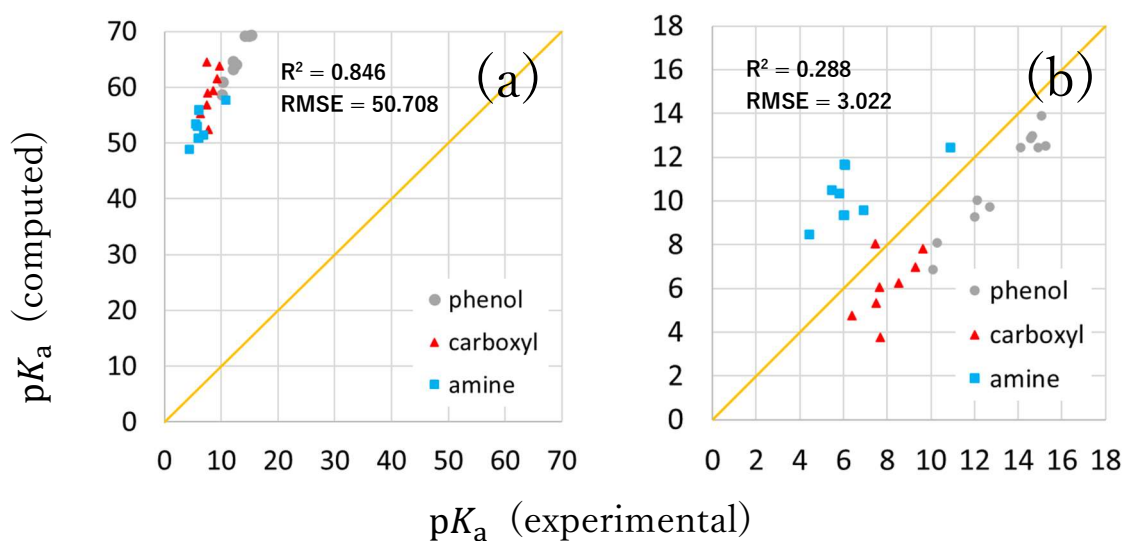 70
60
50
40
30
20
10
0
0 10 20 30 40 50 60 70
R² = 0.846
RMSE = 50.708
(a)
phenol
carboxyl
amine
18
16
14
12
10
8
6
4
2
0
0 2 4 6 8 10 12 14 16 18
R² = 0.288
RMSE = 3.022
(b)
phenol
carboxyl
amine
pKₐ (computed)
pKₐ (experimental)